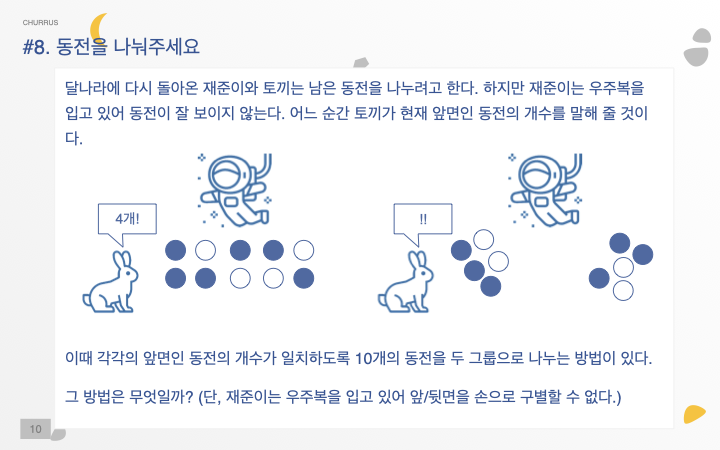 CHURRUS
#8. 동전을 나눠주세요
달나라에 다시 돌아온 재준이와 토끼는 남은 동전을 나누려고 한다. 하지만 재준이는 우주복을
입고 있어 동전이 잘 보이지 않는다. 어느 순간 토끼가 현재 앞면인 동전의 개수를 말해 줄 것이
다.
4개!
!!
이때 각각의 앞면인 동전의 개수가 일치하도록 10개의 동전을 두 그룹으로 나누는 방법이 있다.
그 방법은 무엇일까? (단, 재준이는 우주복을 입고 있어 앞/뒷면을 손으로 구별할 수 없다.)
10